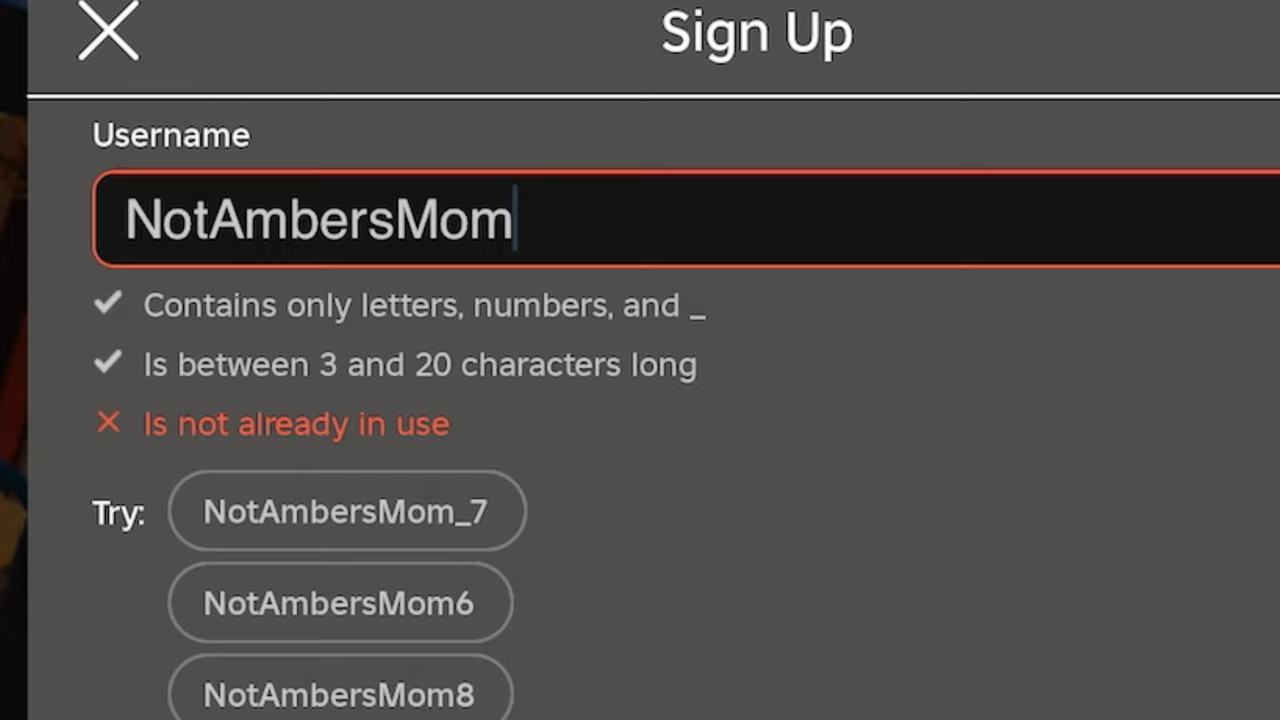 Sign Up
Username
NotAmbersMom
Contains only letters, numbers, and _
Is between 3 and 20 characters long
Is not already in use
Try: NotAmbersMom_7
NotAmbersMom6
NotAmbersMom8